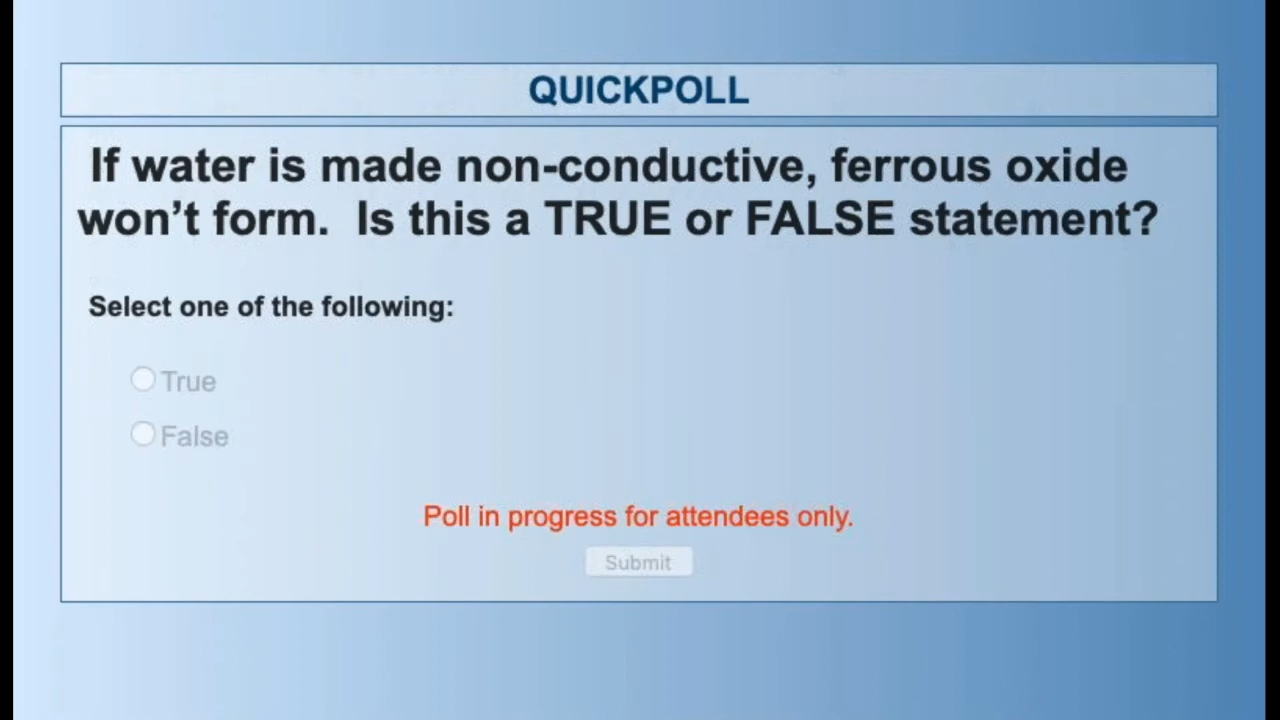 QUICKPOLL
If water is made non-conductive, ferrous oxide
won’t form.  Is this a TRUE or FALSE statement?
Select one of the following:
True
False
Poll in progress for attendees only.
Submit